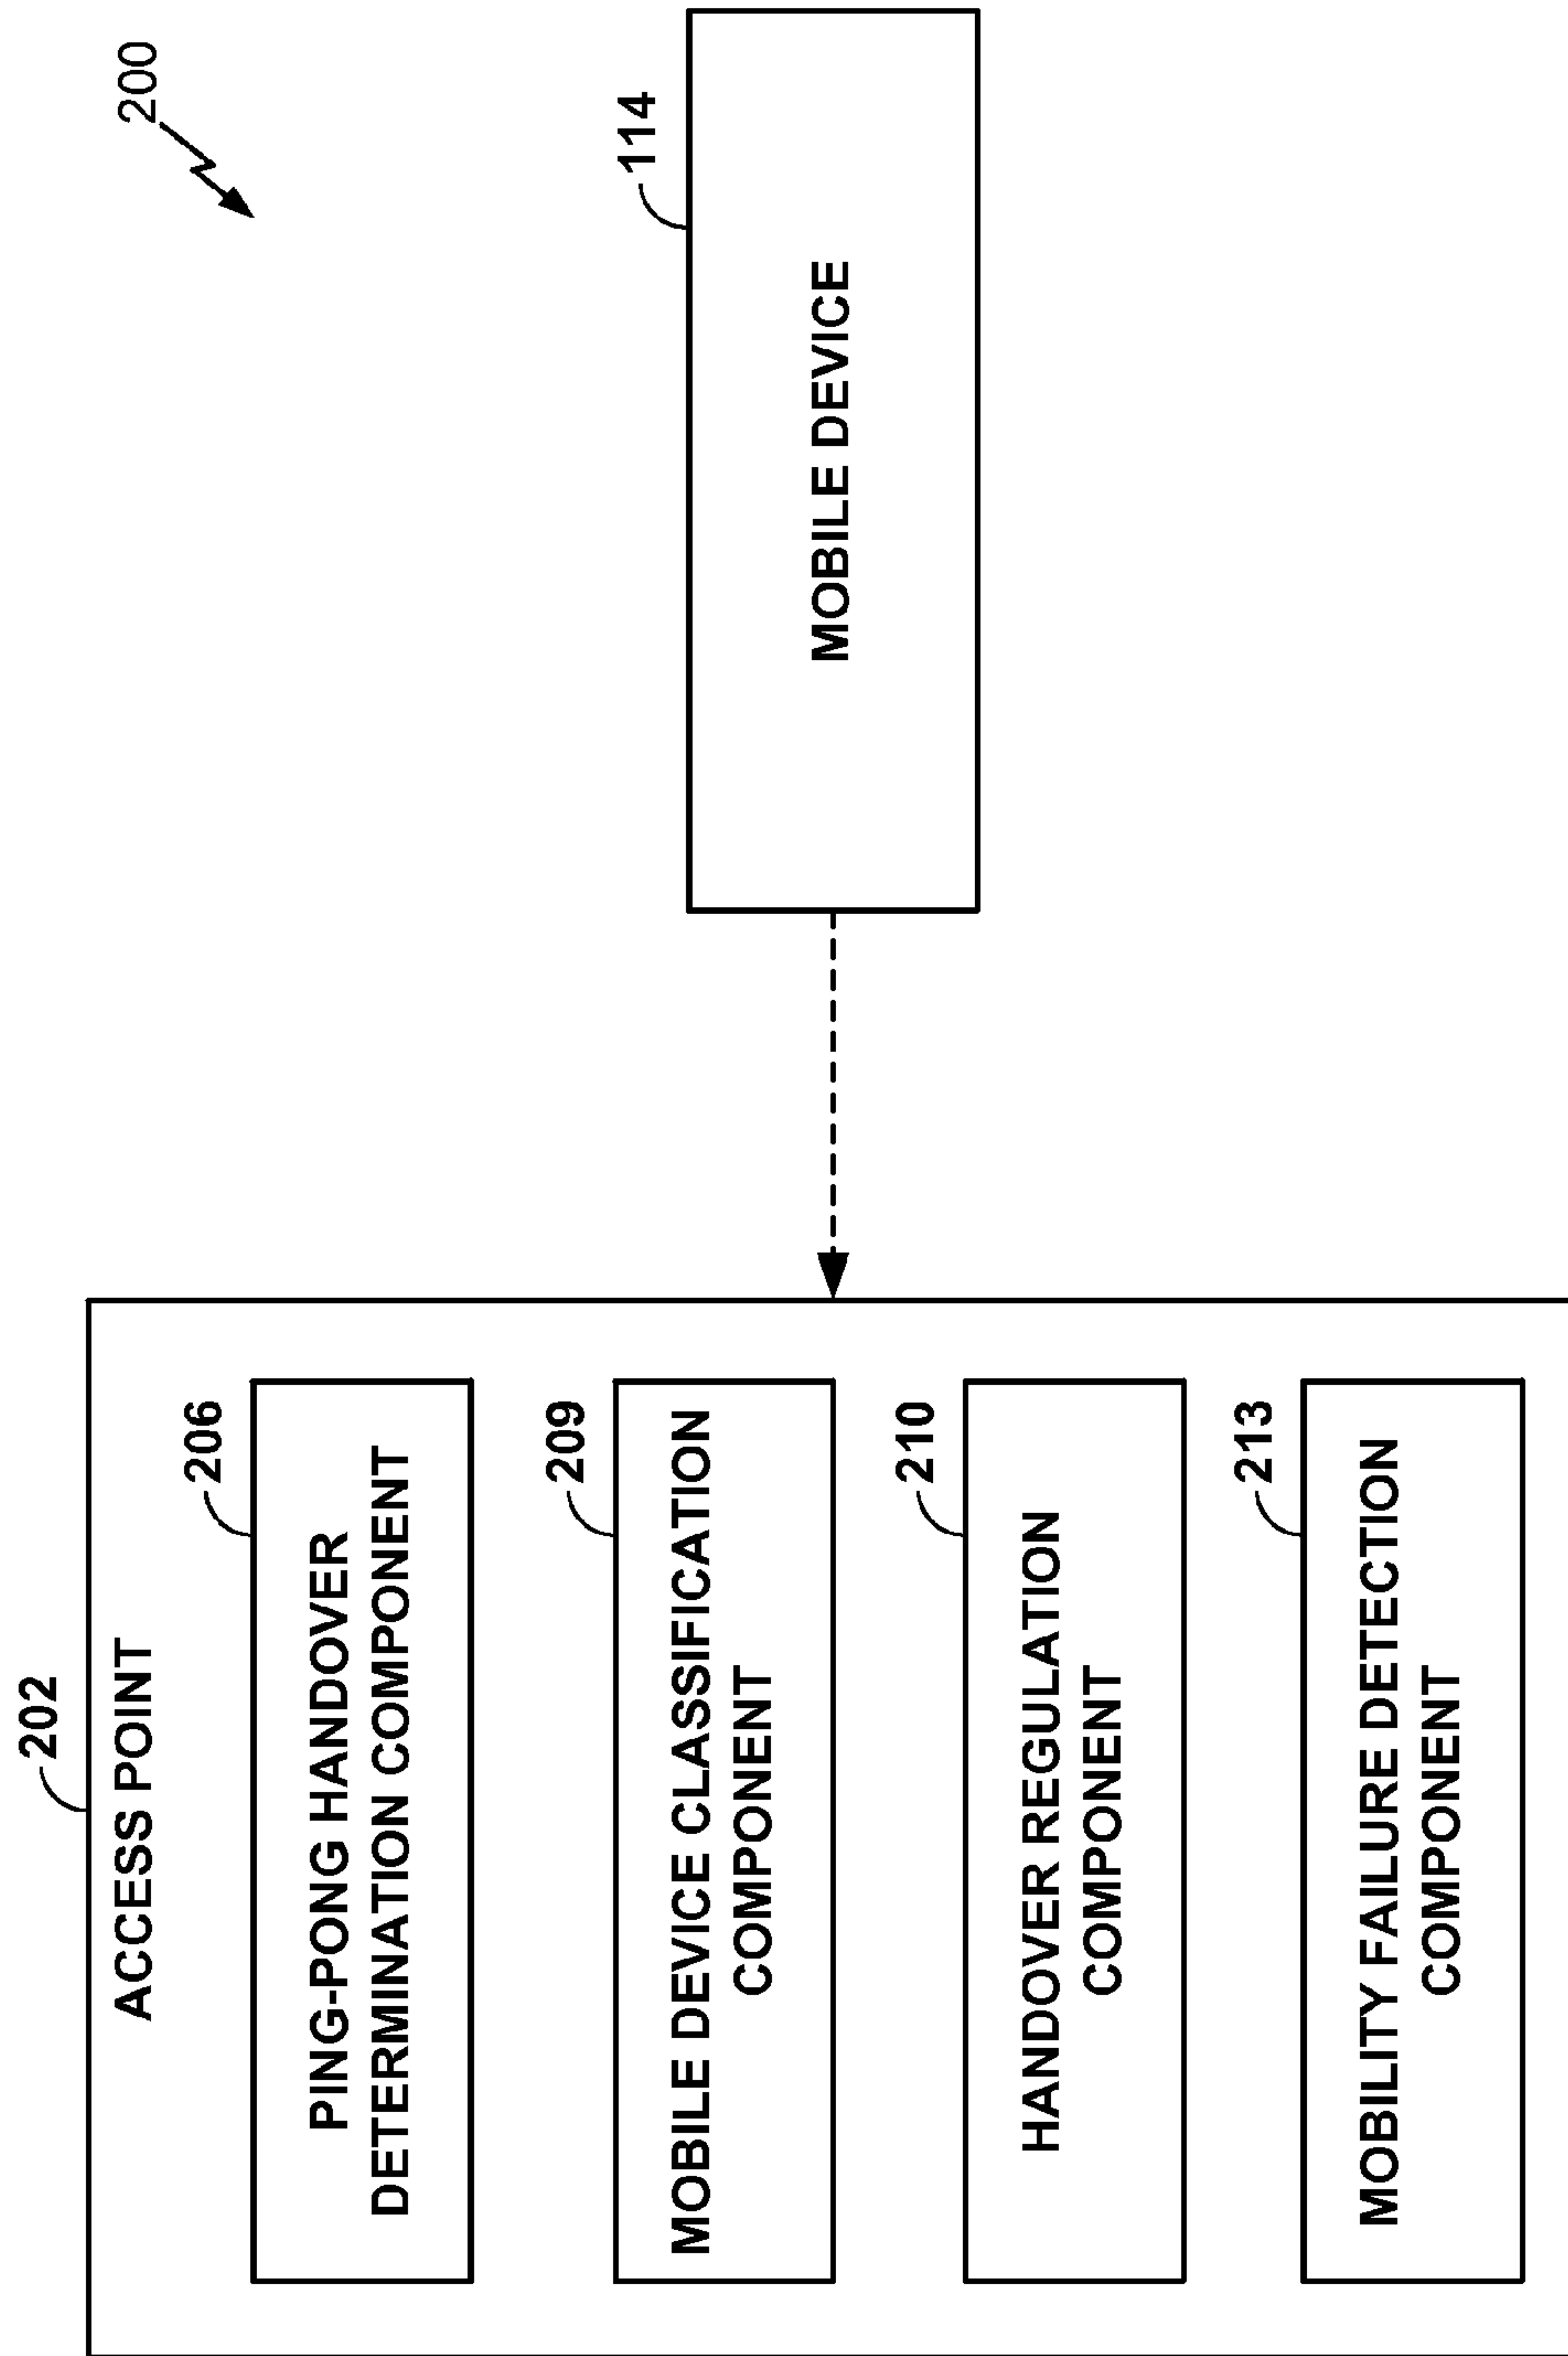 200
202
ACCESS POINT
206
PING-PONG HANDOVER
DETERMINATION COMPONENT
209
MOBILE DEVICE CLASSIFICATION
COMPONENT
210
HANDOVER REGULATION
COMPONENT
213
MOBILITY FAILURE DETECTION
COMPONENT
114
MOBILE DEVICE